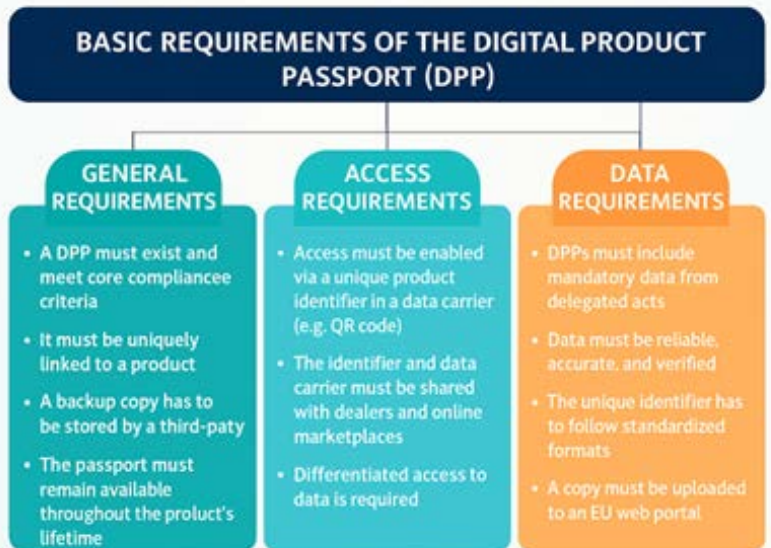 BASIC REQUIREMENTS OF THE DIGITAL PRODUCT
PASSPORT (DPP)
GENERAL
REQUIREMENTS
• A DPP must exist and
meet core compliancee
criteria
• It must be uniquely
linked to a product
• A backup copy has to
be stored by a third-paty
• The passport must
remain available
throughout the proluct's
lifetime
ACCESS
REQUIREMENTS
• Access must be enabled
via a unique product
identifier in a data carrier
(e.g. QR code)
• The identifier and data
carrier must be shared
with dealers and online
marketplaces
• Differentiated access to
data is required
DATA
REQUIREMENTS
• DPPs must include
mandatory data from
delegated acts
• Data must be reliable,
accurate, and verified
• The unique identifier has
to follow standardized
formats
• A copy must be uploaded
to an EU web portal